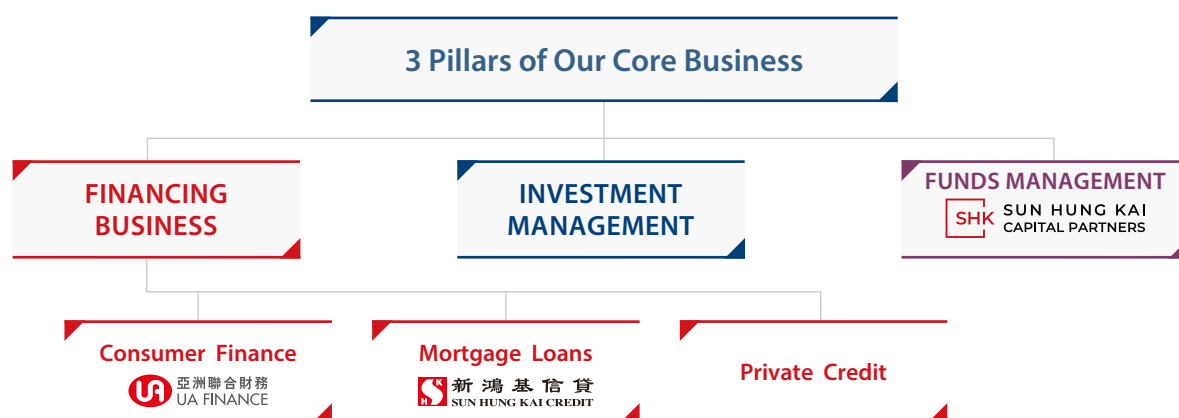 3 Pillars of Our Core Business
FINANCING
BUSINESS
INVESTMENT
MANAGEMENT
FUNDS MANAGEMENT
SHK
SUN HUNG KAI
CAPITAL PARTNERS
Consumer Finance
UA
亞洲聯合財務
UA FINANCE
Mortgage Loans
S
K
H
新鴻基信貸
SUN HUNG KAI CREDIT
Private Credit